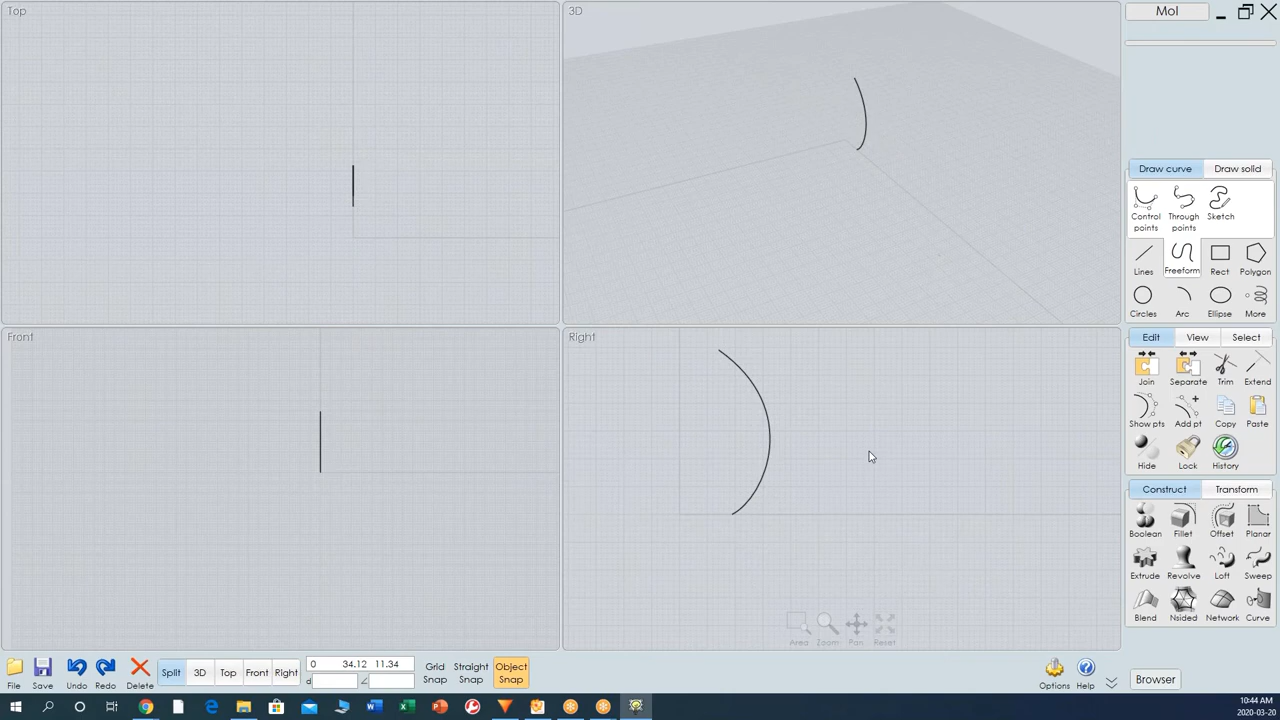 Top
3D
MoI
Draw curve Draw solid
Control points
Through points
Sketch
Lines Freeform Rect Polygon
Circles Arc Ellipse More
Front
Right
Edit View Select
Join Separate Trim Extend
Show pts Add pt Copy Paste
Hide Lock History
Construct Transform
Boolean Fillet Offset Planar
Extrude Revolve Loft Sweep
Blend Nsided Network Curve
Area Zoom Pan Reset
File Save Undo Redo Delete
Split 3D Top Front Right
0 34.12 11.34
d ∠
Grid Snap
Straight Snap
Object Snap
Options Help
Browser
10:44 AM
2020-03-20